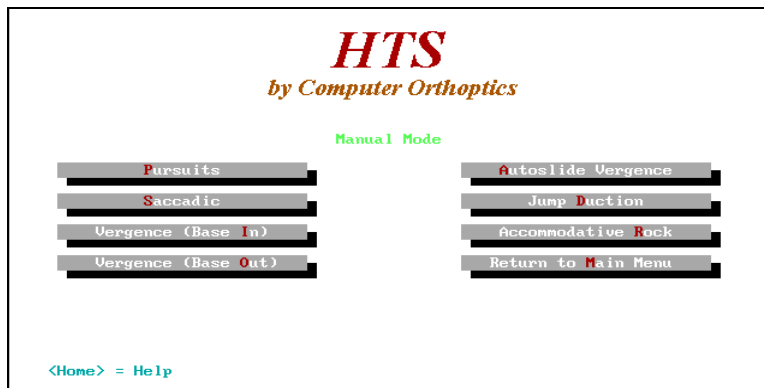 HTS
by Computer Orthoptics
Manual Mode
Pursuits
Saccadic
Vergence (Base In)
Vergence (Base Out)
Autoslide Vergence
Jump Duction
Accommodative Rock
Return to Main Menu
<Home> = Help